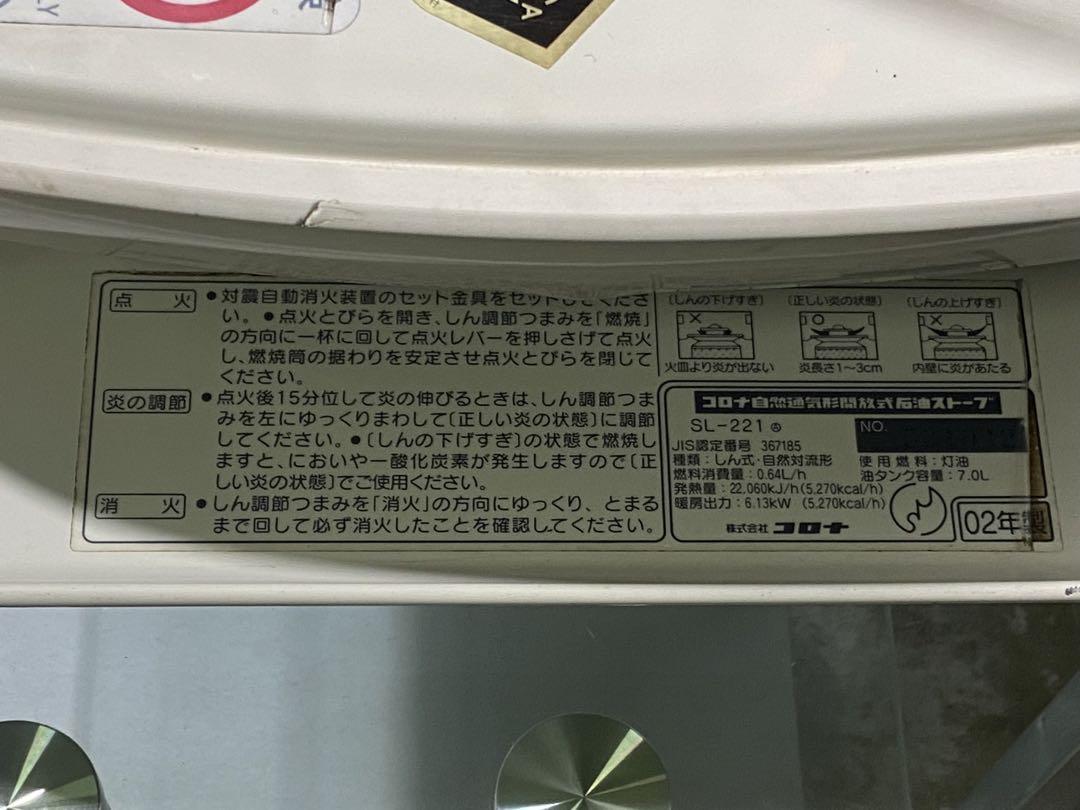 点 火
●対震自動消火装置のセット金具をセットしてくださ
い。●点火とびらを開き、しん調節つまみを「燃焼」
の方向に一杯に回して点火レバーを押しさげて点火
し、燃焼筒の据わりを安定させ点火とびらを閉じて
ください。
炎の調節
●点火後15分位して炎の伸びるときは、しん調節つま
みを左にゆっくりまわして〔正しい炎の状態〕に調節
してください。●〔しんの下げすぎ〕の状態で燃焼し
ますと、においや一酸化炭素が発生しますので〔正
しい炎の状態〕でご使用ください。
消 火
●しん調節つまみを「消火」の方向にゆっくり、とまる
まで回して必ず消火したことを確認してください。
〔しんの下げすぎ〕 〔正しい炎の状態〕 〔しんの上げすぎ〕
× ○ ×
火皿より炎が出ない 炎長さ1〜3cm 内壁に炎があたる
コロナ自然通気形開放式石油ストーブ
SL-221 Ⓐ NO.
JIS認定番号 367185
種類:しん式・自然対流形 使用燃料:灯油
燃料消費量:0.64L/h 油タンク容量:7.0L
発熱量:22,060kJ/h(5,270kcal/h)
暖房出力:6.13kW(5,270kcal/h)
株式会社 コロナ
02年製